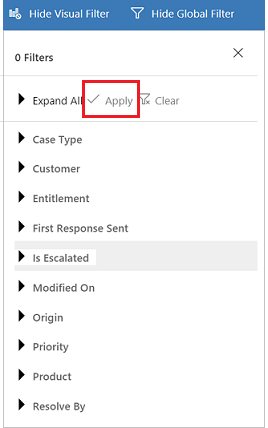 Hide Visual Filter Hide Global Filter
0 Filters
Expand All Apply Clear
Case Type
Customer
Entitlement
First Response Sent
Is Escalated
Modified On
Origin
Priority
Product
Resolve By